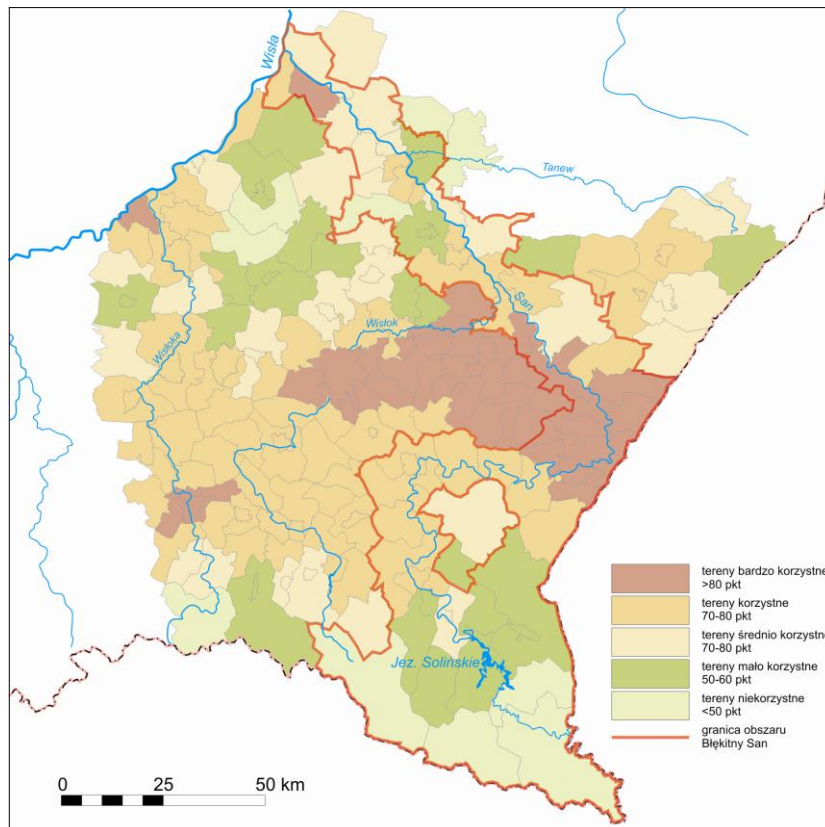 Wisła
Tanew
San
Wisłok
Wisłoka
Jez. Solińskie
tereny bardzo korzystne
>80 pkt
tereny korzystne
70-80 pkt
tereny średnio korzystne
70-80 pkt
tereny mało korzystne
50-60 pkt
tereny niekorzystne
<50 pkt
granica obszaru
Błękitny San
0 25 50 km